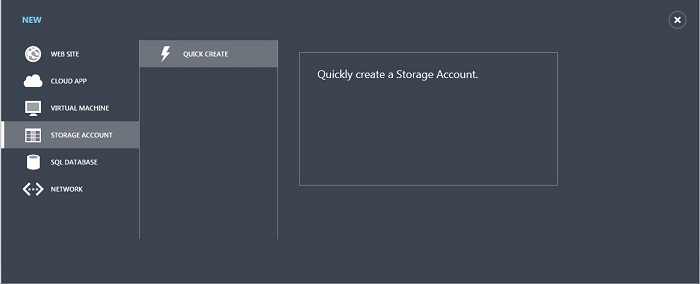 NEW
WEB SITE
CLOUD APP
VIRTUAL MACHINE
STORAGE ACCOUNT
SQL DATABASE
NETWORK
QUICK CREATE
Quickly create a Storage Account.